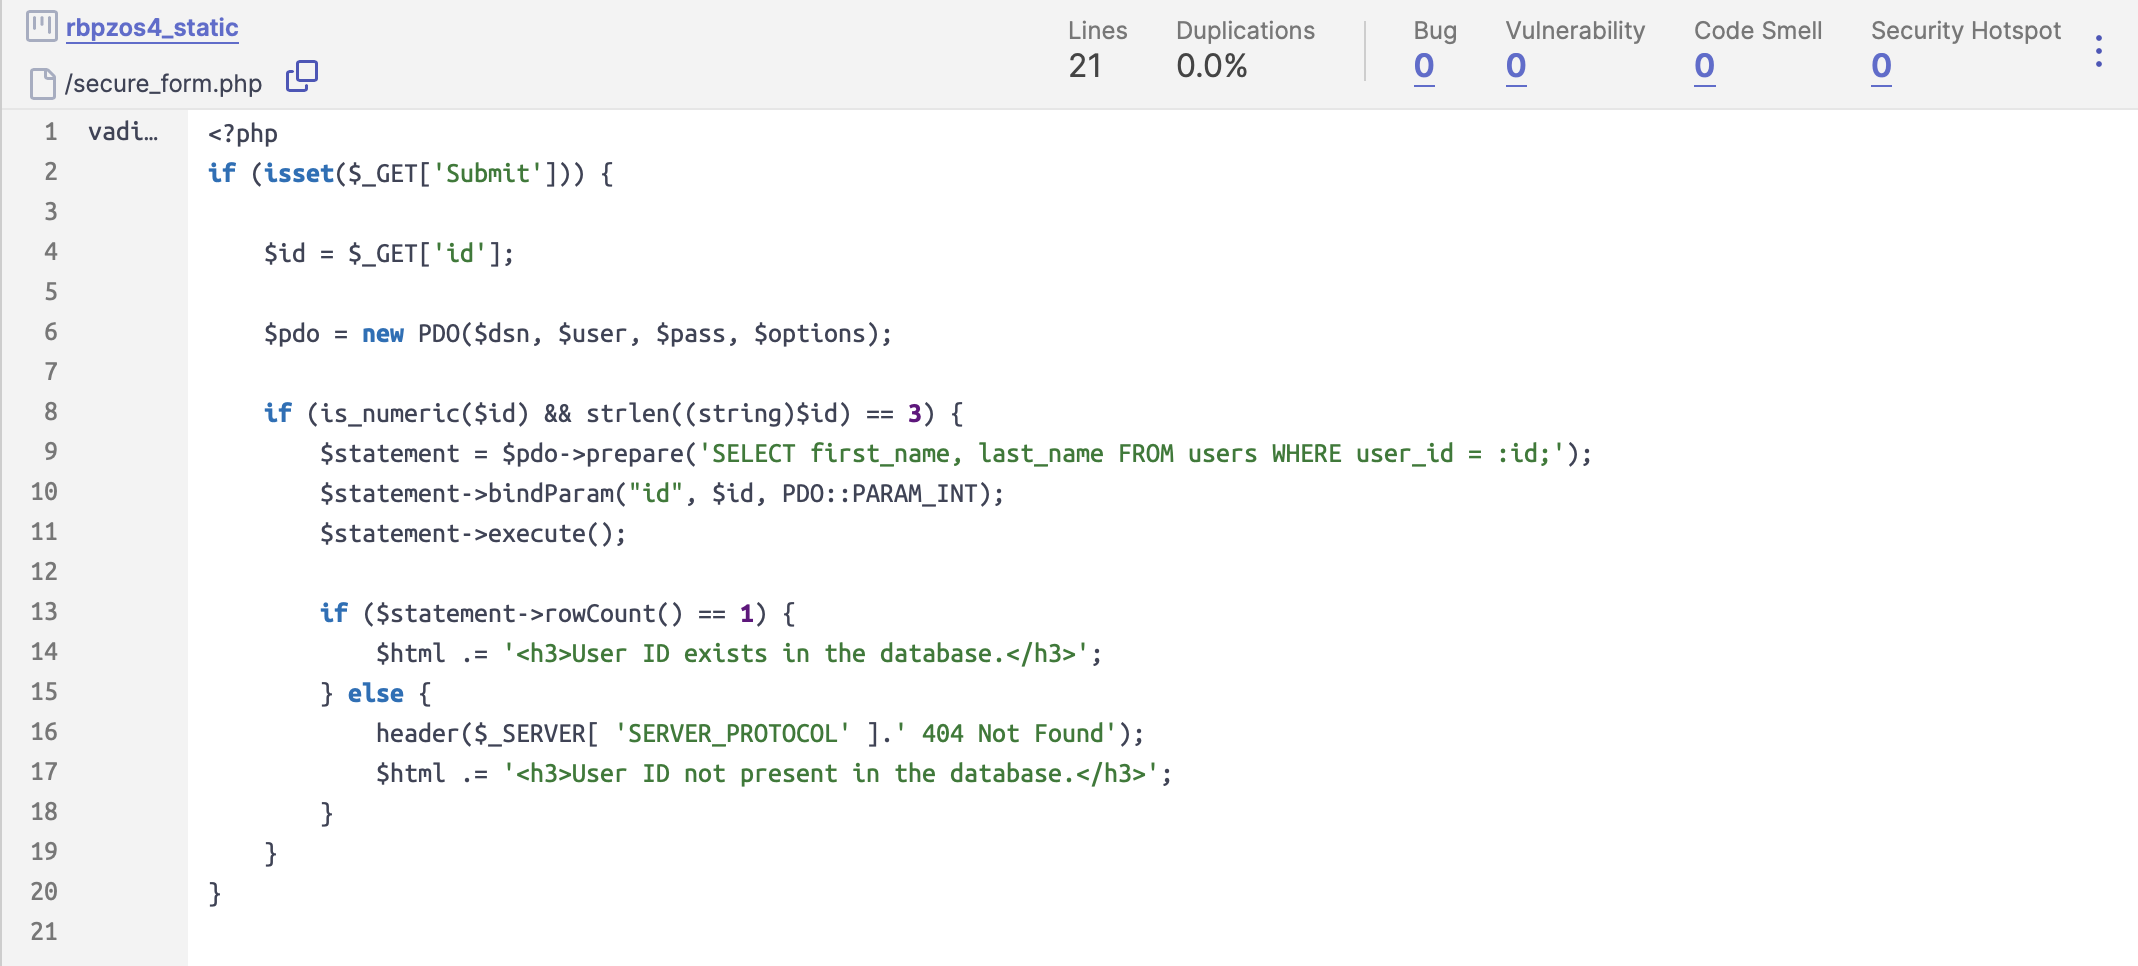 rbpzos4_static
/secure_form.php
Lines Duplications Bug Vulnerability Code Smell Security Hotspot
21 0.0% 0 0 0 0
1 vadi… <?php
2 if (isset($_GET['Submit'])) {
3
4     $id = $_GET['id'];
5
6     $pdo = new PDO($dsn, $user, $pass, $options);
7
8     if (is_numeric($id) && strlen((string)$id) == 3) {
9         $statement = $pdo->prepare('SELECT first_name, last_name FROM users WHERE user_id = :id;');
10         $statement->bindParam("id", $id, PDO::PARAM_INT);
11         $statement->execute();
12
13         if ($statement->rowCount() == 1) {
14             $html .= '<h3>User ID exists in the database.</h3>';
15         } else {
16             header($_SERVER[ 'SERVER_PROTOCOL' ].' 404 Not Found');
17             $html .= '<h3>User ID not present in the database.</h3>';
18         }
19     }
20 }
21